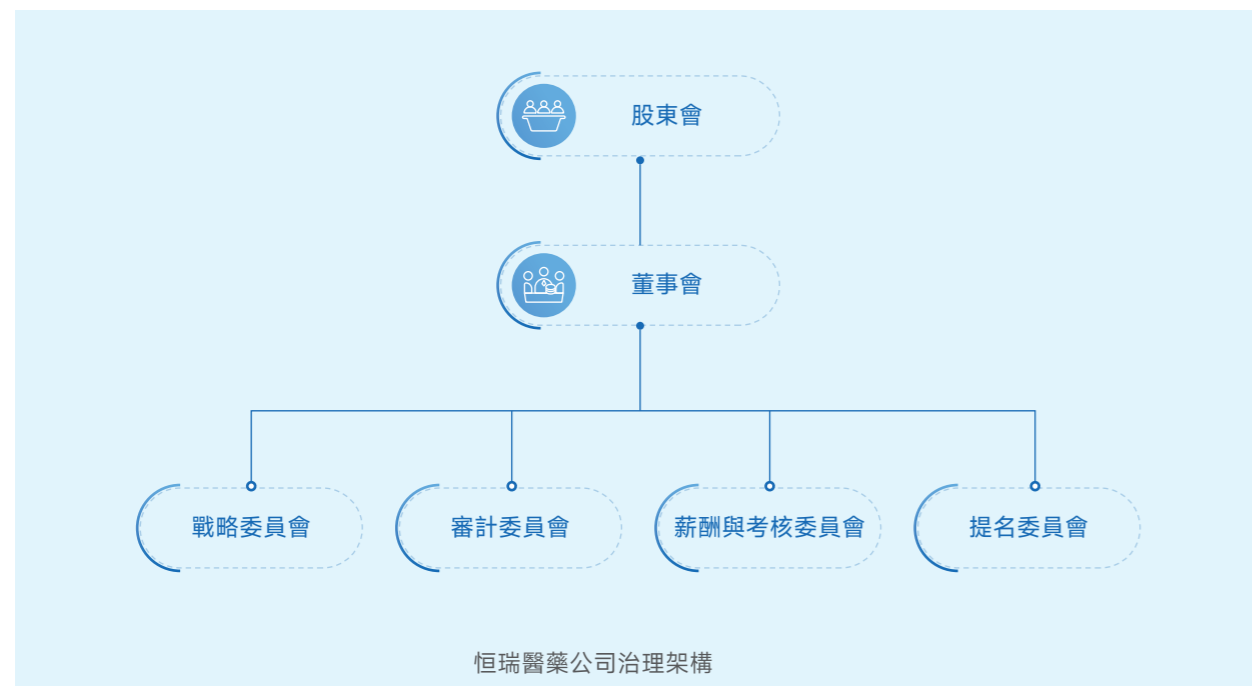 股東會
董事會
戰略委員會
審計委員會
薪酬與考核委員會
提名委員會
恒瑞醫藥公司治理架構